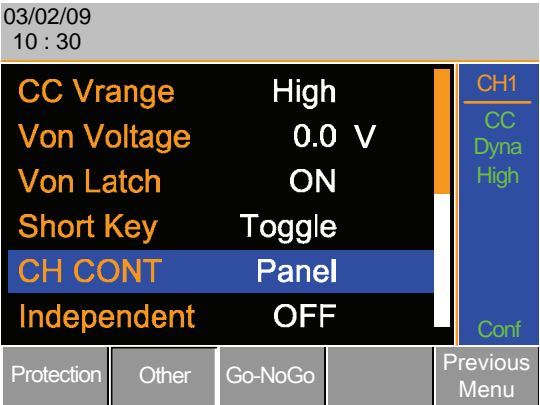 03/02/09
10 : 30
CC Vrange High
Von Voltage 0.0 V
Von Latch ON
Short Key Toggle
CH CONT Panel
Independent OFF
CH1
CC
Dyna
High
Conf
Protection Other Go-NoGo Previous Menu